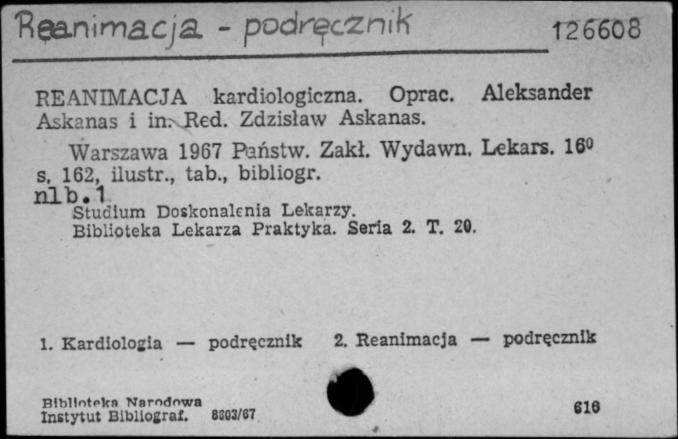 Reanimacja - podręcznik 126608
REANIMACJA kardiologiczna. Oprac. Aleksander
Askanas i in. Red. Zdzisław Askanas.
Warszawa 1967 Państw. Zakł. Wydawn. Lekars. 16⁰
s. 162, ilustr., tab., bibliogr.
nlb.1
Studium Doskonalenia Lekarzy.
Biblioteka Lekarza Praktyka. Seria 2. T. 20.
1. Kardiologia — podręcznik 2. Reanimacja — podręcznik
Biblioteka Narodowa
Instytut Bibliograf. 8803/67 616